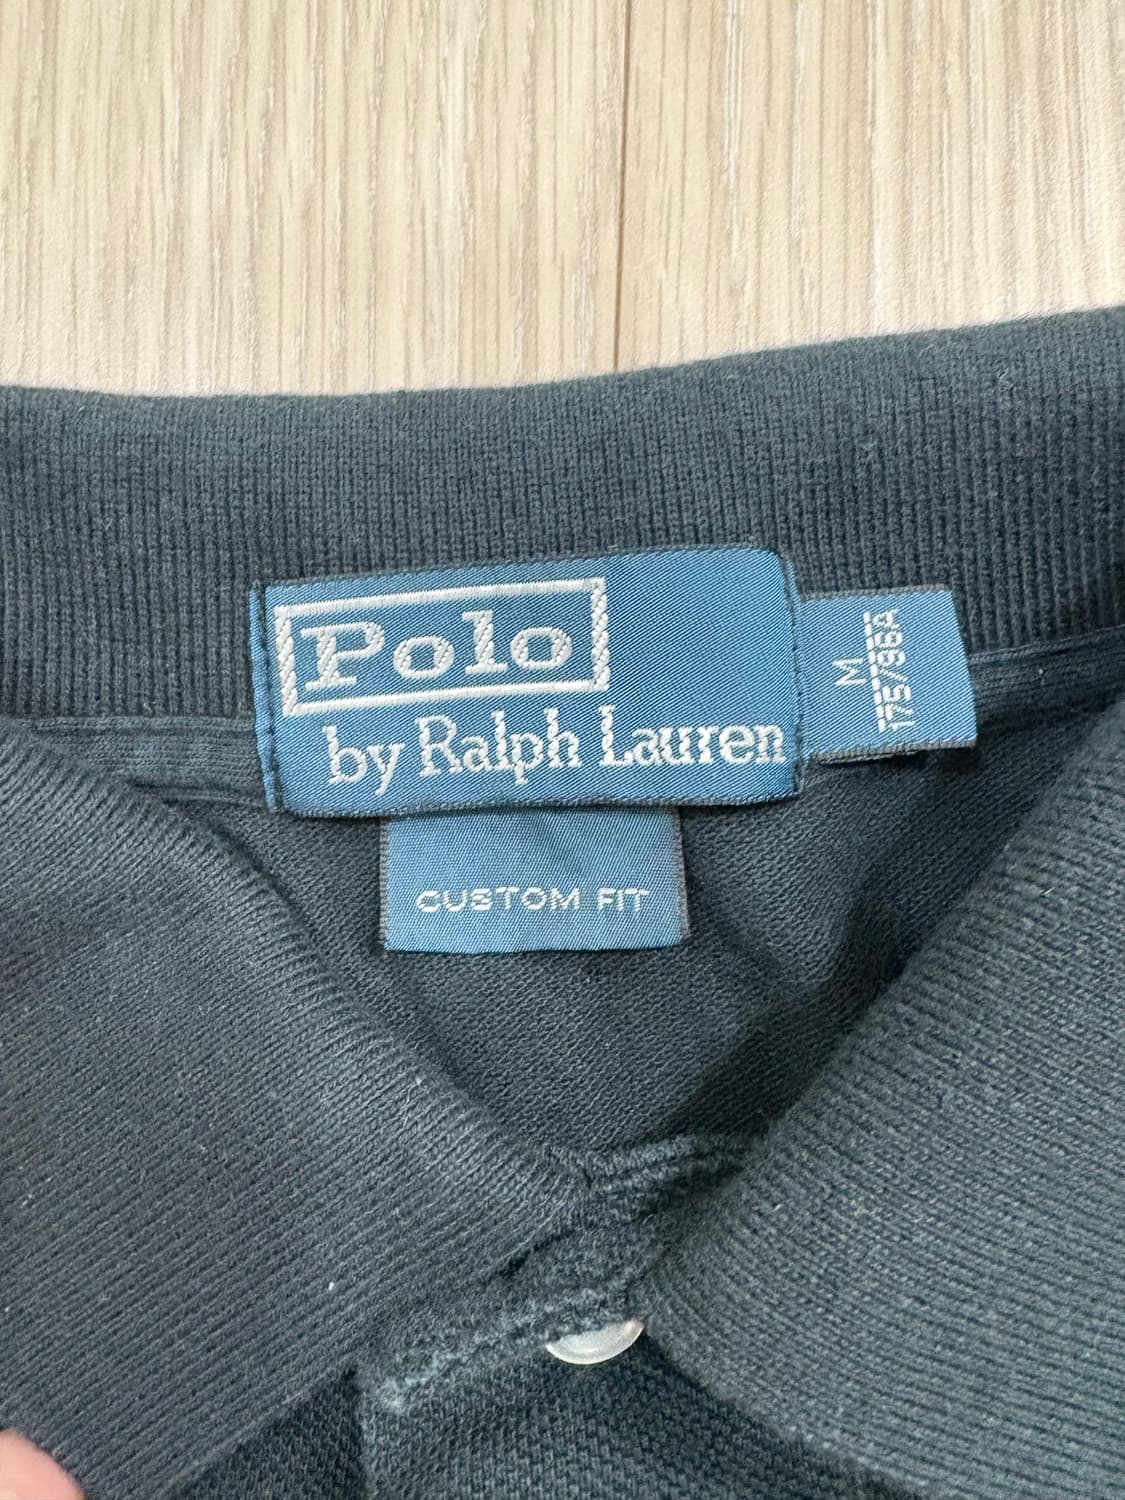 Polo
by Ralph Lauren
M
175/96A
CUSTOM FIT